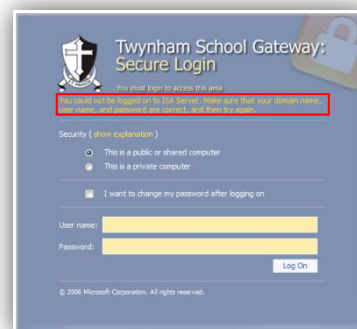 Twynham School Gateway:
Secure Login
You must login to access this area
You could not be logged on to ISA Server. Make sure that your domain name,
user name, and password are correct, and then try again.
Security ( show explanation )
This is a public or shared computer
This is a private computer
I want to change my password after logging on
User name:
Password:
Log On
© 2006 Microsoft Corporation. All rights reserved.